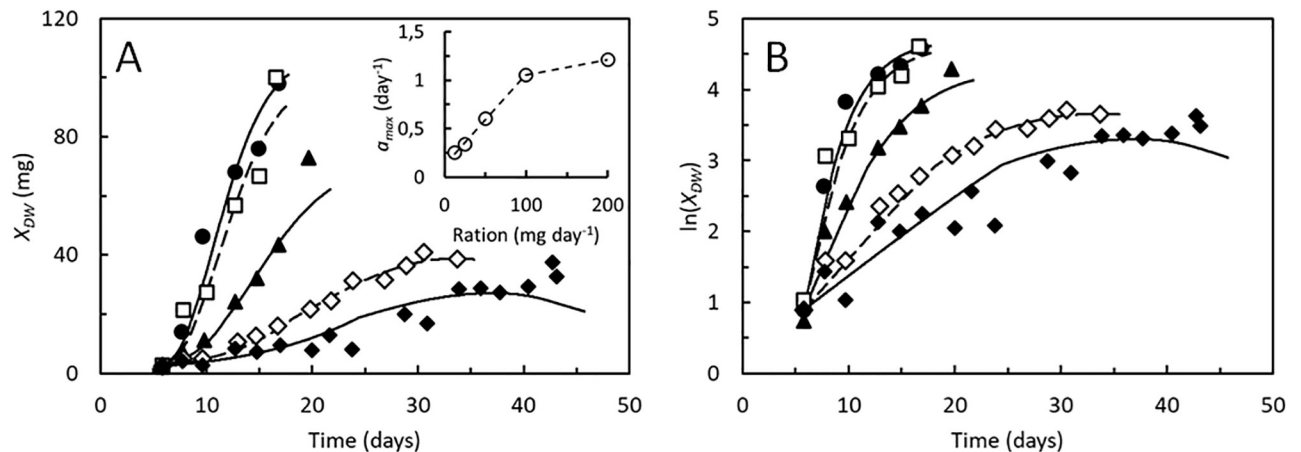 A
120
80
40
0
X_DW (mg)
0 10 20 30 40 50
Time (days)
1,5
1
0,5
0
a_max (day⁻¹)
0 100 200
Ration (mg day⁻¹)
B
5
4
3
2
1
0
ln(X_DW)
0 10 20 30 40 50
Time (days)